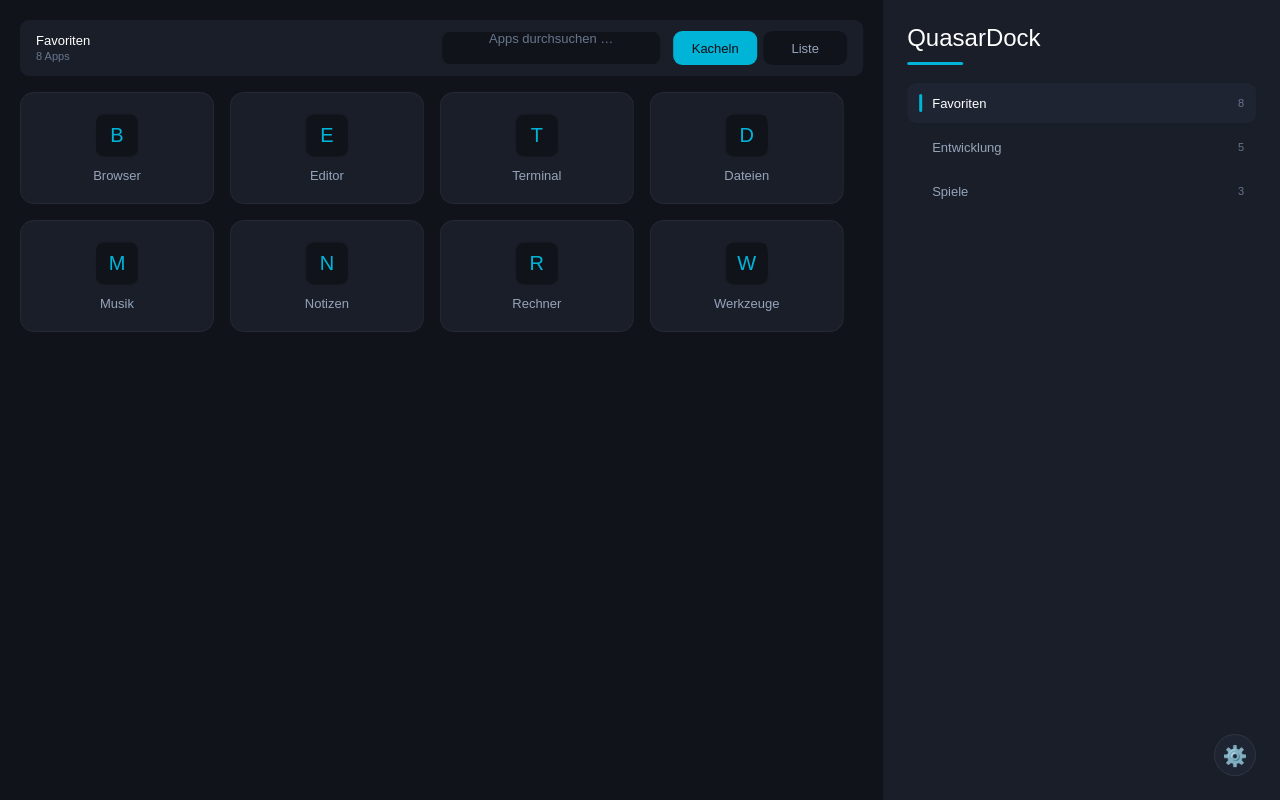 Favoriten
8 Apps
Apps durchsuchen …
Kacheln
Liste
B
Browser
E
Editor
T
Terminal
D
Dateien
M
Musik
N
Notizen
R
Rechner
W
Werkzeuge
QuasarDock
Favoriten 8
Entwicklung 5
Spiele 3